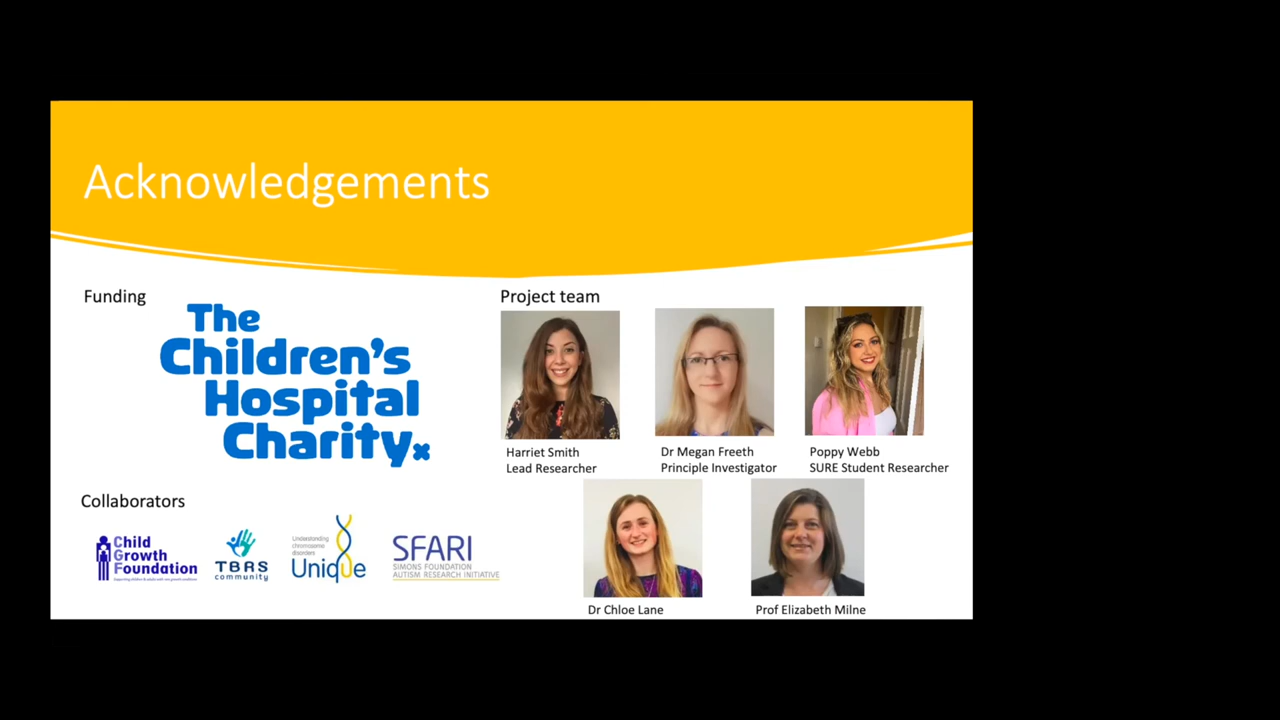 Acknowledgements
Funding
The
Children's
Hospital
Charity
Project team
Harriet Smith
Lead Researcher
Dr Megan Freeth
Principle Investigator
Poppy Webb
SURE Student Researcher
Dr Chloe Lane
Prof Elizabeth Milne
Collaborators
Child
Growth
Foundation
TBRS
community
Understanding
chromosome
disorders
Unique
SFARI
SIMONS FOUNDATION
AUTISM RESEARCH INITIATIVE